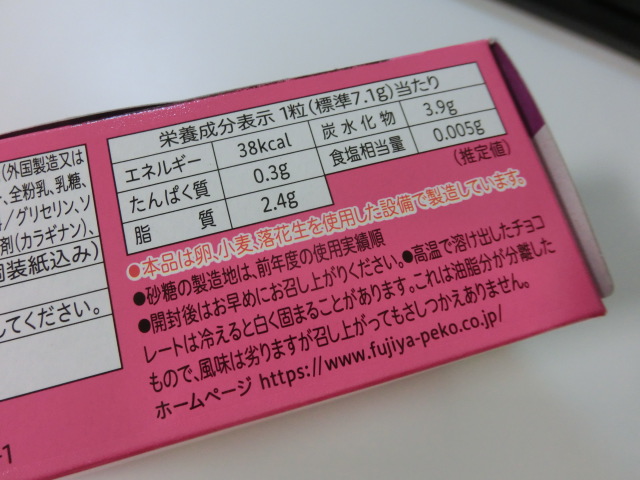 (外国製造又は
、全粉乳、乳糖、
/グリセリン、ソ
剤(カラギナン)、
装紙込み)
してください。
-1
栄養成分表示 1粒(標準7.1g)当たり
エネルギー 38kcal 炭水化物 3.9g
たんぱく質 0.3g 食塩相当量 0.005g
脂質 2.4g (推定値)
●本品は卵、小麦、落花生を使用した設備で製造しています。
●砂糖の製造地は、前年度の使用実績順
●開封後はお早めにお召し上がりください。●高温で溶け出したチョコ
レートは冷えると白く固まることがあります。これは油脂分が分離した
もので、風味は劣りますが召し上がってもさしつかえありません。
ホームページ https://www.fujiya-peko.co.jp/